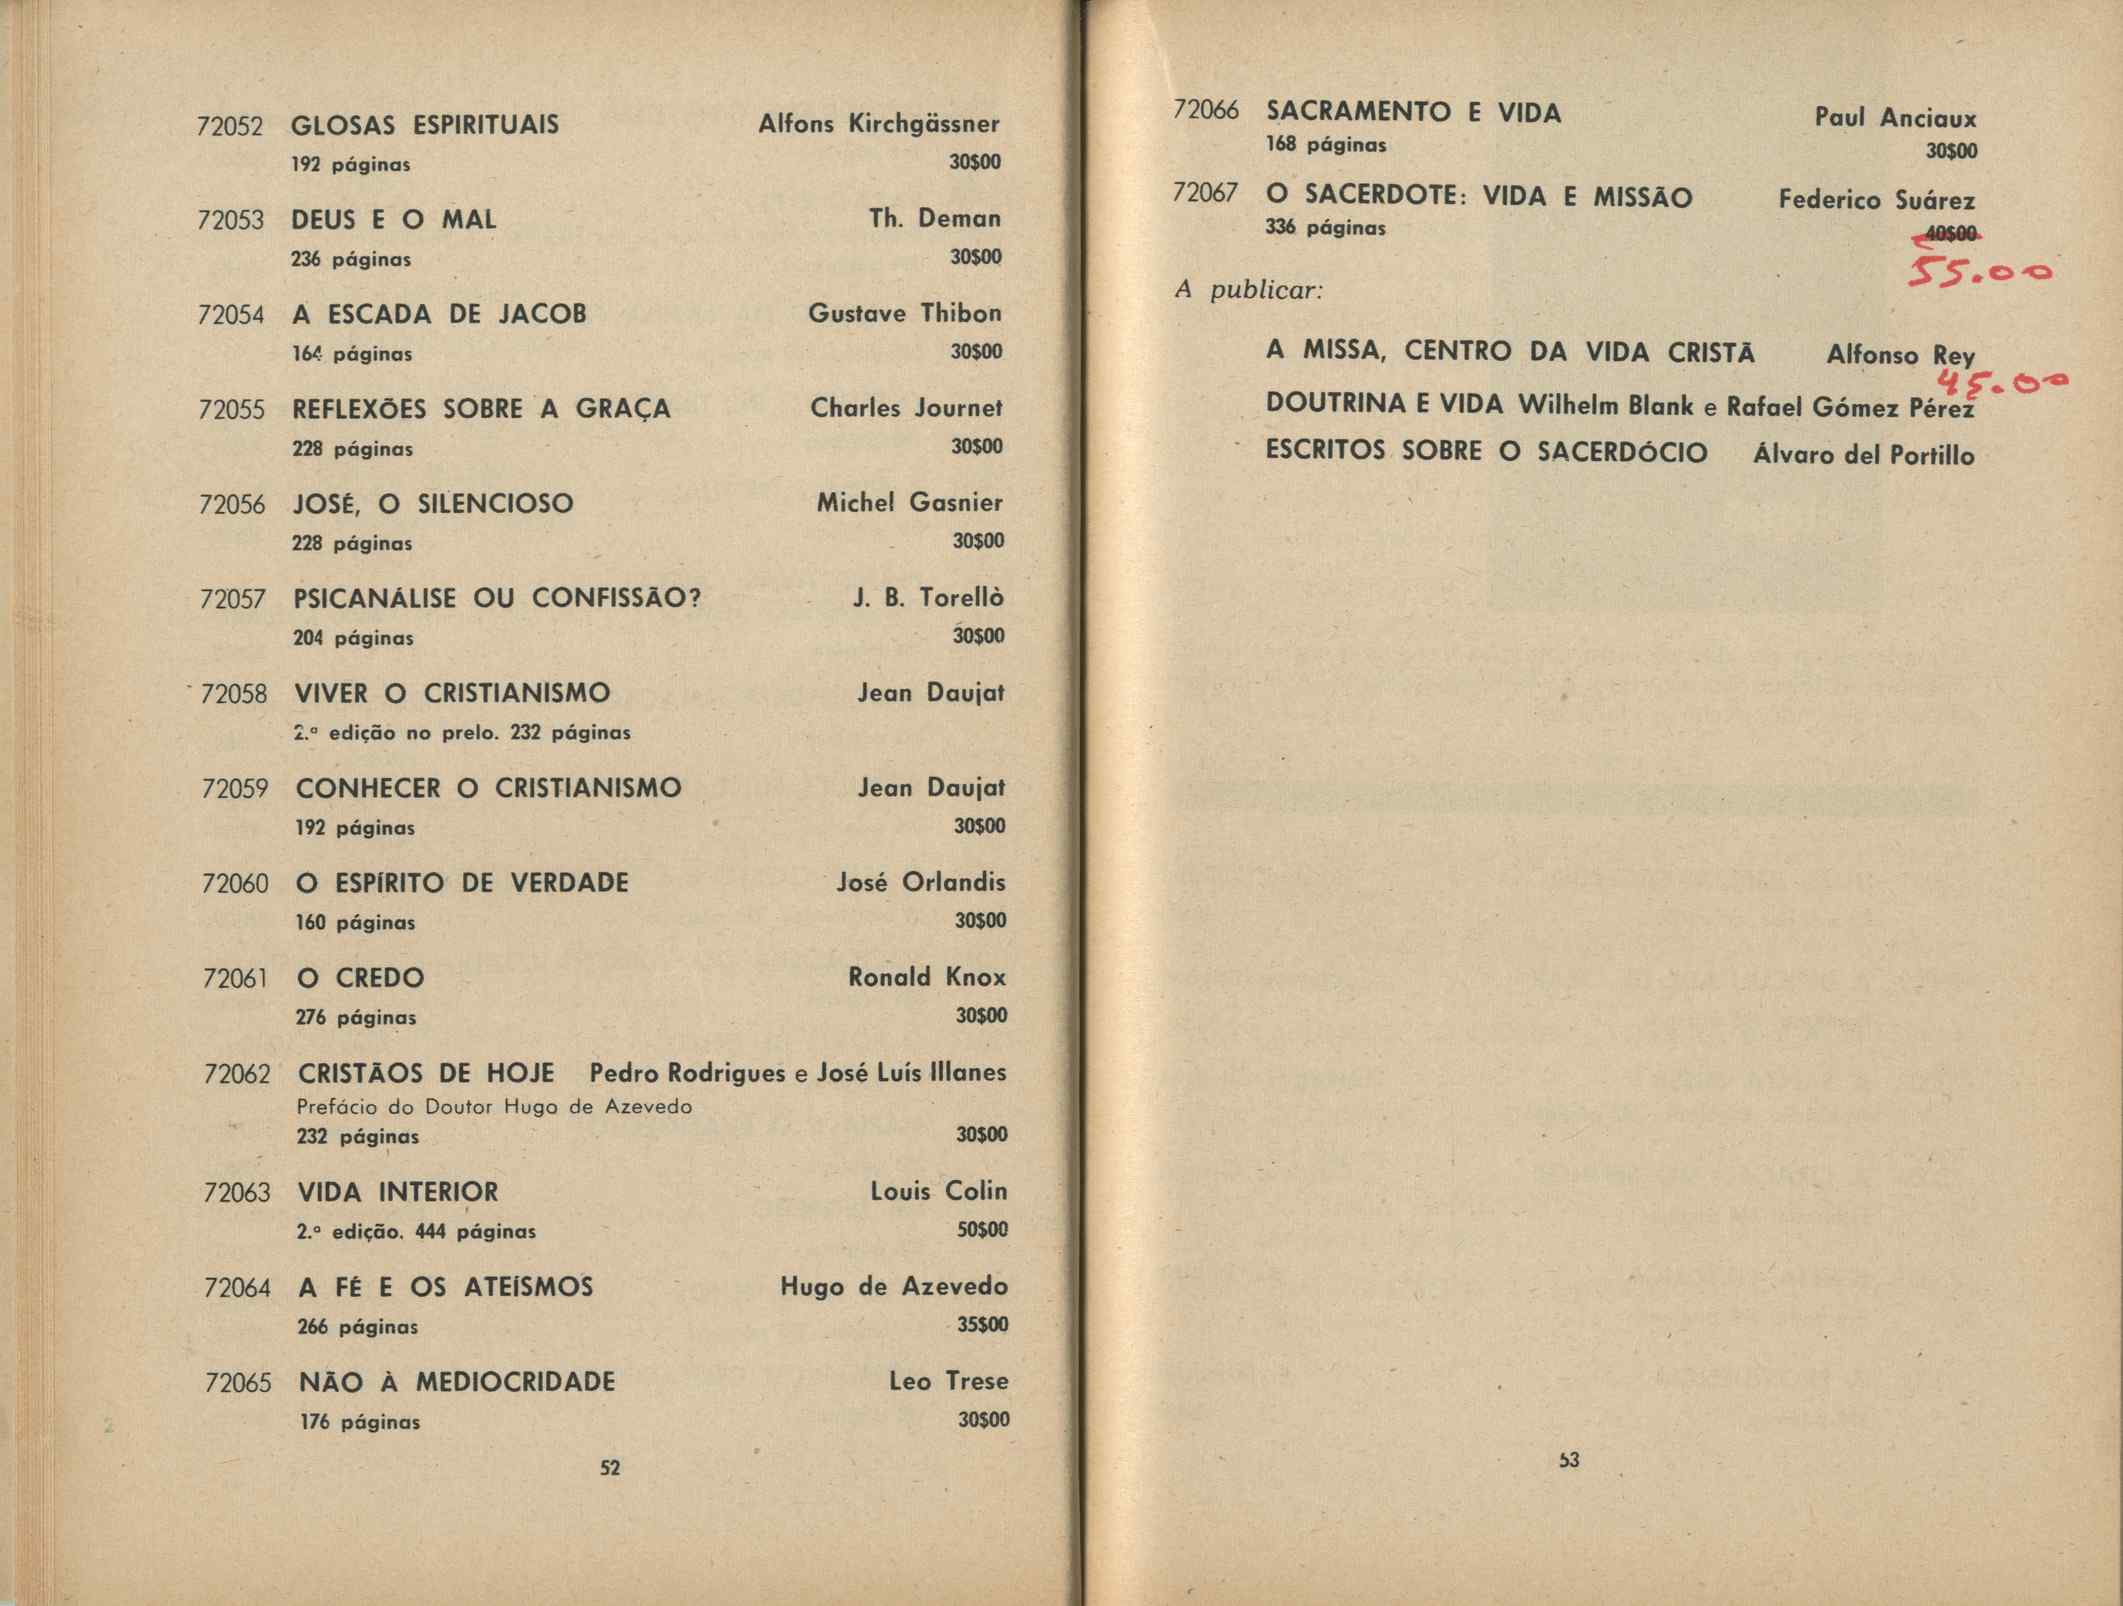 72052 GLOSAS ESPIRITUAIS Alfons Kirchgässner
192 páginas 30$00
72053 DEUS E O MAL Th. Deman
236 páginas 30$00
72054 A ESCADA DE JACOB Gustave Thibon
164 páginas 30$00
72055 REFLEXÕES SOBRE A GRAÇA Charles Journet
228 páginas 30$00
72056 JOSÉ, O SILENCIOSO Michel Gasnier
228 páginas 30$00
72057 PSICANÁLISE OU CONFISSÃO? J. B. Torellò
204 páginas 30$00
72058 VIVER O CRISTIANISMO Jean Daujat
2.ª edição no prelo. 232 páginas
72059 CONHECER O CRISTIANISMO Jean Daujat
192 páginas 30$00
72060 O ESPÍRITO DE VERDADE José Orlandis
160 páginas 30$00
72061 O CREDO Ronald Knox
276 páginas 30$00
72062 CRISTÃOS DE HOJE Pedro Rodrigues e José Luís Illanes
Prefácio do Doutor Hugo de Azevedo
232 páginas 30$00
72063 VIDA INTERIOR Louis Colin
2.ª edição. 444 páginas 50$00
72064 A FÉ E OS ATEÍSMOS Hugo de Azevedo
266 páginas 35$00
72065 NÃO À MEDIOCRIDADE Leo Trese
176 páginas 30$00
52
72066 SACRAMENTO E VIDA Paul Anciaux
168 páginas 30$00
72067 O SACERDOTE: VIDA E MISSÃO Federico Suárez
336 páginas 40$00
55.00
A publicar:
A MISSA, CENTRO DA VIDA CRISTÃ Alfonso Rey
45.00
DOUTRINA E VIDA Wilhelm Blank e Rafael Gómez Pérez
ESCRITOS SOBRE O SACERDÓCIO Álvaro del Portillo
53